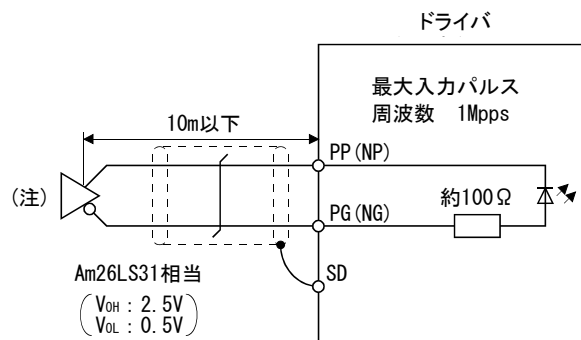 ドライバ
最大入力パルス
周波数 1Mpps
10m以下
PP(NP)
(注)
約100Ω
PG(NG)
Am26LS31相当
SD
VOH : 2.5V
VOL : 0.5V